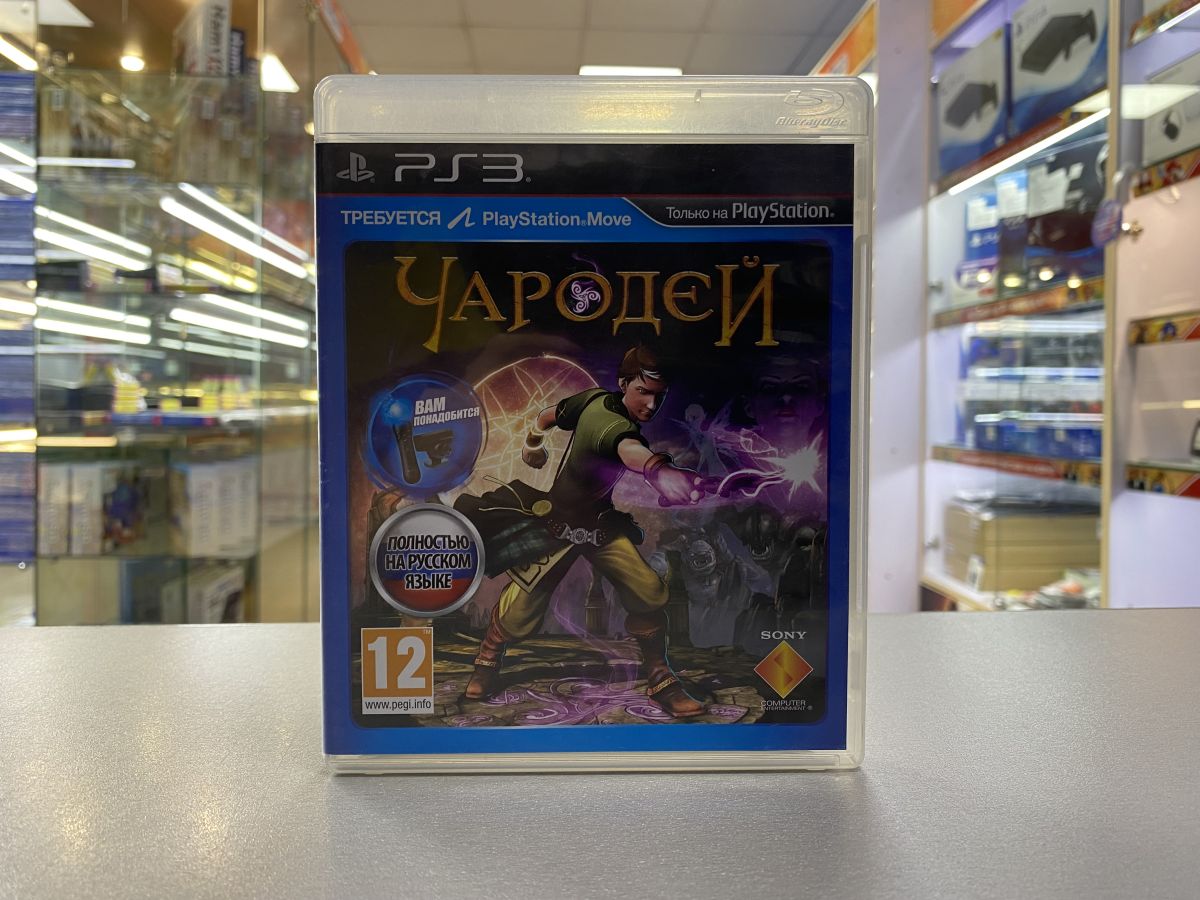 Blu-ray Disc
PS3
ТРЕБУЕТСЯ PlayStation®Move
Только на PlayStation®
ЧАРОДЕЙ
ВАМ
ПОНАДОБИТСЯ
ПОЛНОСТЬЮ
НА РУССКОМ
ЯЗЫКЕ
12™
www.pegi.info
SONY
COMPUTER
ENTERTAINMENT®